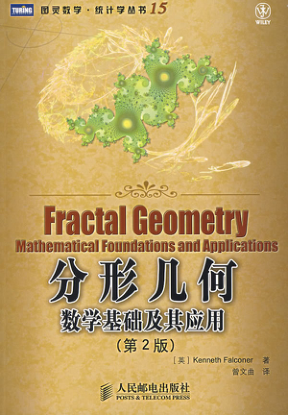 TURING 图灵数学·统计学丛书15
WILEY
Fractal Geometry
Mathematical Foundations and Applications
分形几何
数学基础及其应用
(第2版)
[英] Kenneth Falconer 著
曾文曲 译
人民邮电出版社
POSTS & TELECOM PRESS